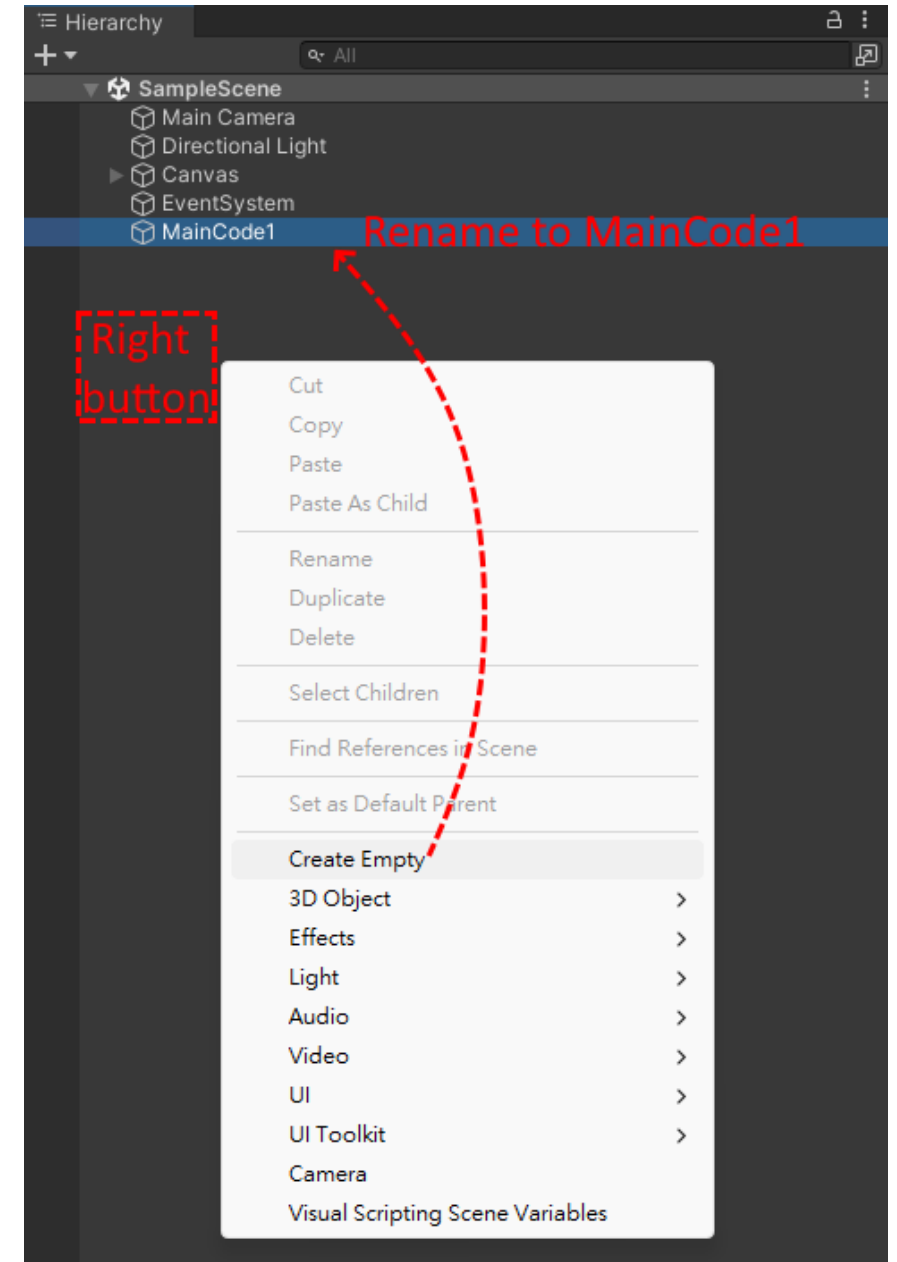 Hierarchy
All
SampleScene
Main Camera
Directional Light
Canvas
EventSystem
MainCode1 Rename to MainCode1
Right
button
Cut
Copy
Paste
Paste As Child
Rename
Duplicate
Delete
Select Children
Find References in Scene
Set as Default Parent
Create Empty
3D Object
Effects
Light
Audio
Video
UI
UI Toolkit
Camera
Visual Scripting Scene Variables